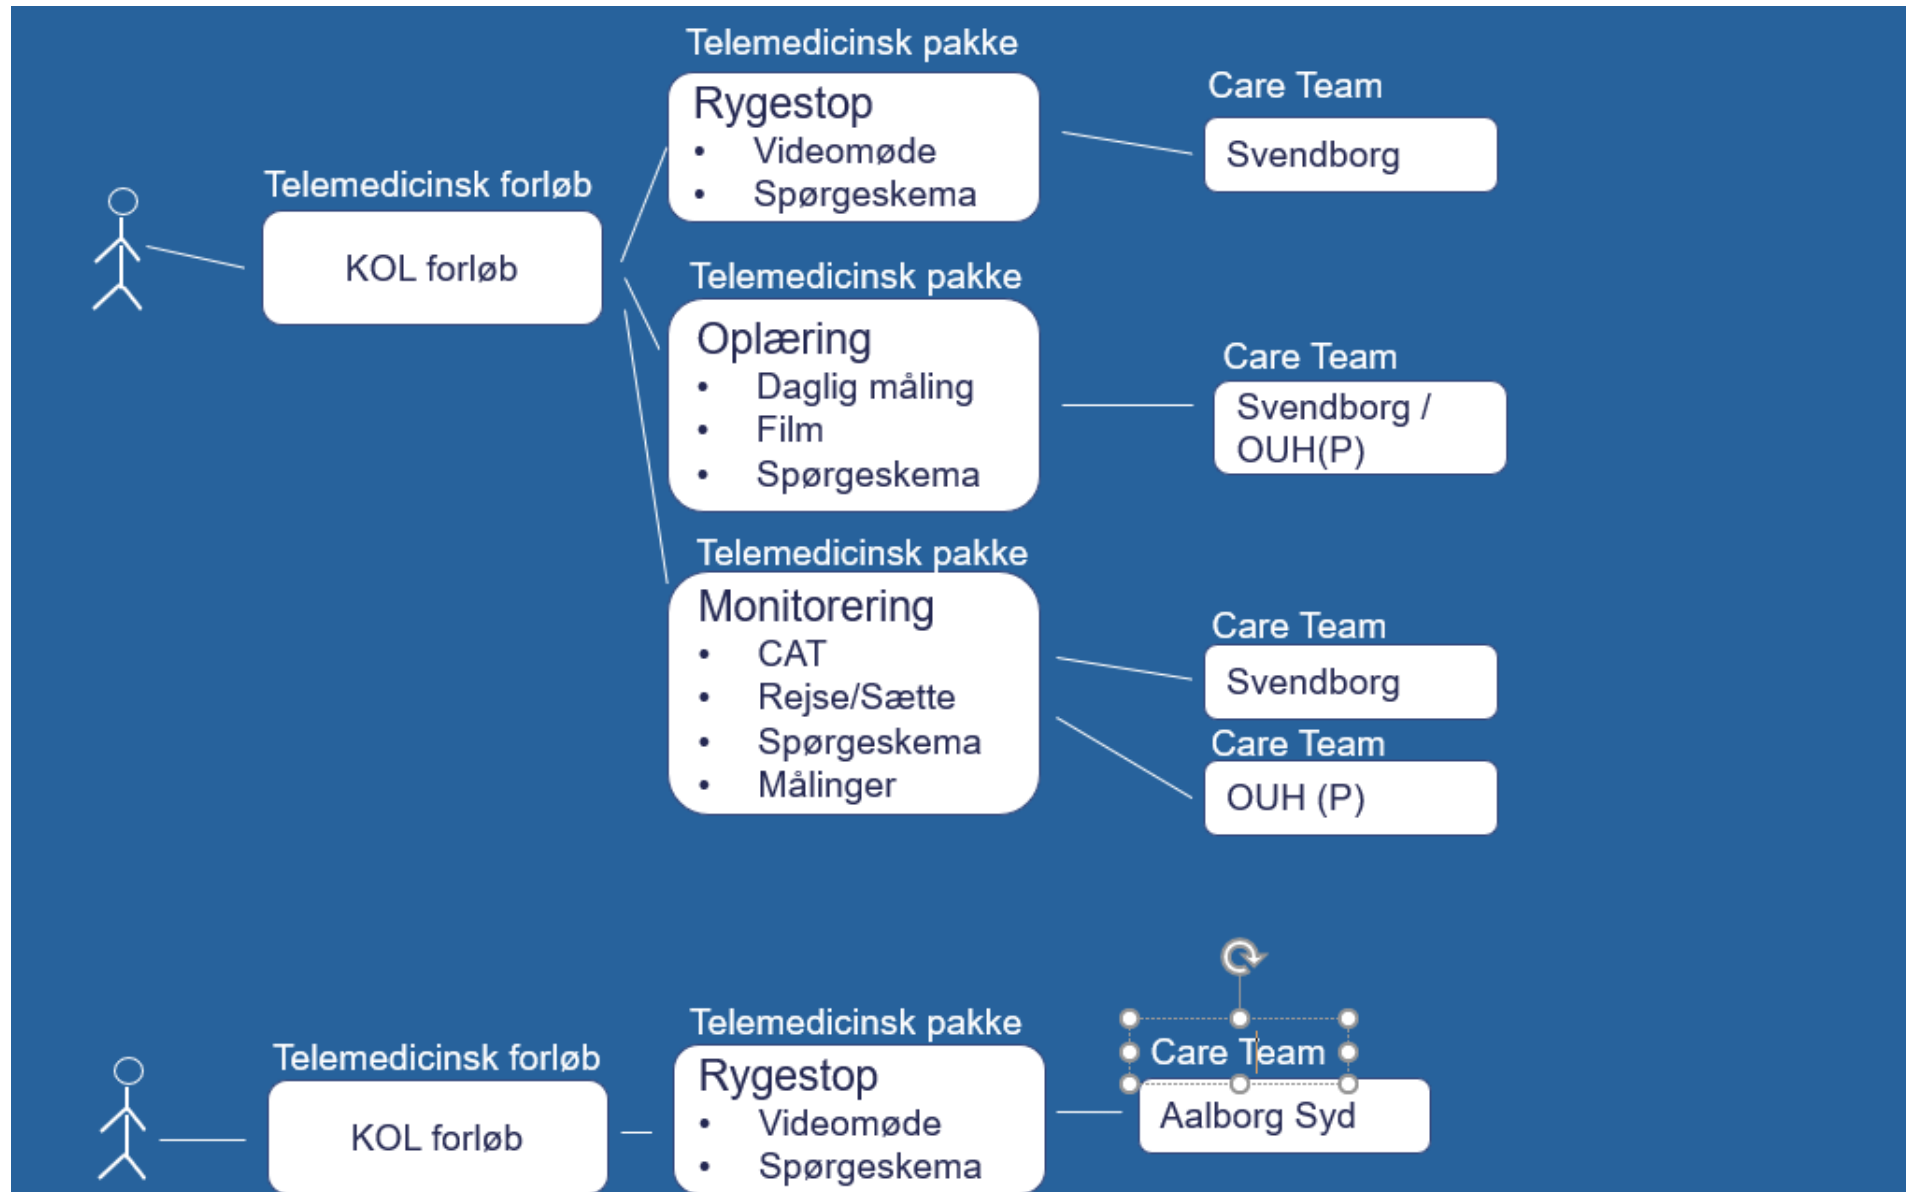 Telemedicinsk pakke
Rygestop
• Videomøde
• Spørgeskema
Care Team
Svendborg
Telemedicinsk forløb
KOL forløb
Telemedicinsk pakke
Oplæring
• Daglig måling
• Film
• Spørgeskema
Care Team
Svendborg /
OUH(P)
Telemedicinsk pakke
Monitorering
• CAT
• Rejse/Sætte
• Spørgeskema
• Målinger
Care Team
Svendborg
Care Team
OUH (P)
Telemedicinsk forløb
KOL forløb
Telemedicinsk pakke
Rygestop
• Videomøde
• Spørgeskema
Care Team
Aalborg Syd